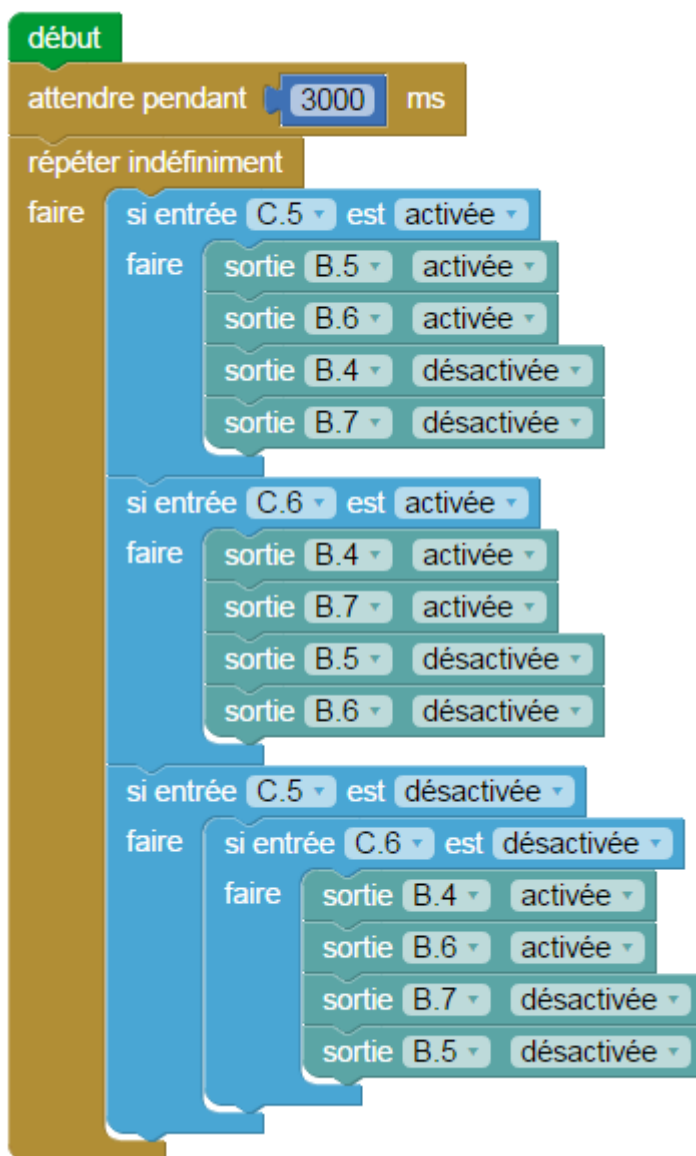 début
attendre pendant 3000 ms
répéter indéfiniment
faire si entrée C.5 est activée
faire sortie B.5 activée
sortie B.6 activée
sortie B.4 désactivée
sortie B.7 désactivée
si entrée C.6 est activée
faire sortie B.4 activée
sortie B.7 activée
sortie B.5 désactivée
sortie B.6 désactivée
si entrée C.5 est désactivée
faire si entrée C.6 est désactivée
faire sortie B.4 activée
sortie B.6 activée
sortie B.7 désactivée
sortie B.5 désactivée